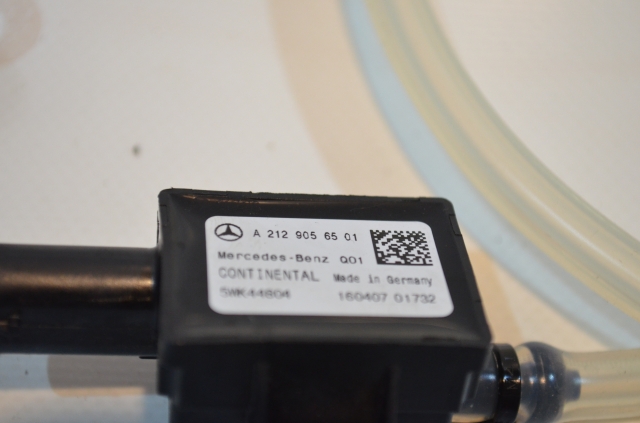 A 212 905 65 01
Mercedes-Benz Q01
CONTINENTAL Made in Germany
5WK44804 160407 01732